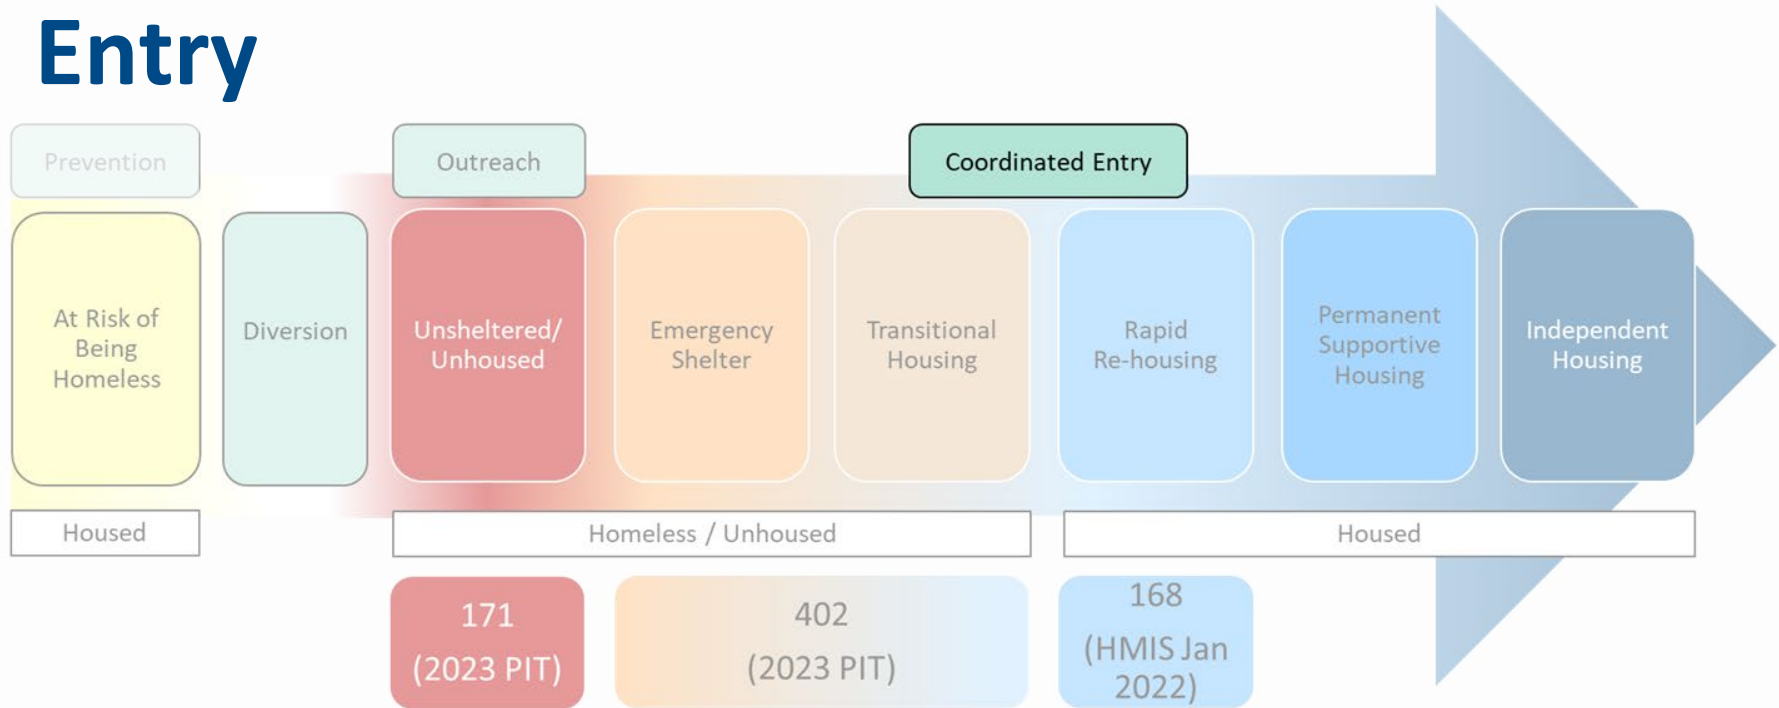 Entry
Prevention
Outreach
Coordinated Entry
At Risk of
Being
Homeless
Diversion
Unsheltered/
Unhoused
Emergency
Shelter
Transitional
Housing
Rapid
Re-housing
Permanent
Supportive
Housing
Independent
Housing
Housed
Homeless / Unhoused
Housed
171
(2023 PIT)
402
(2023 PIT)
168
(HMIS Jan
2022)